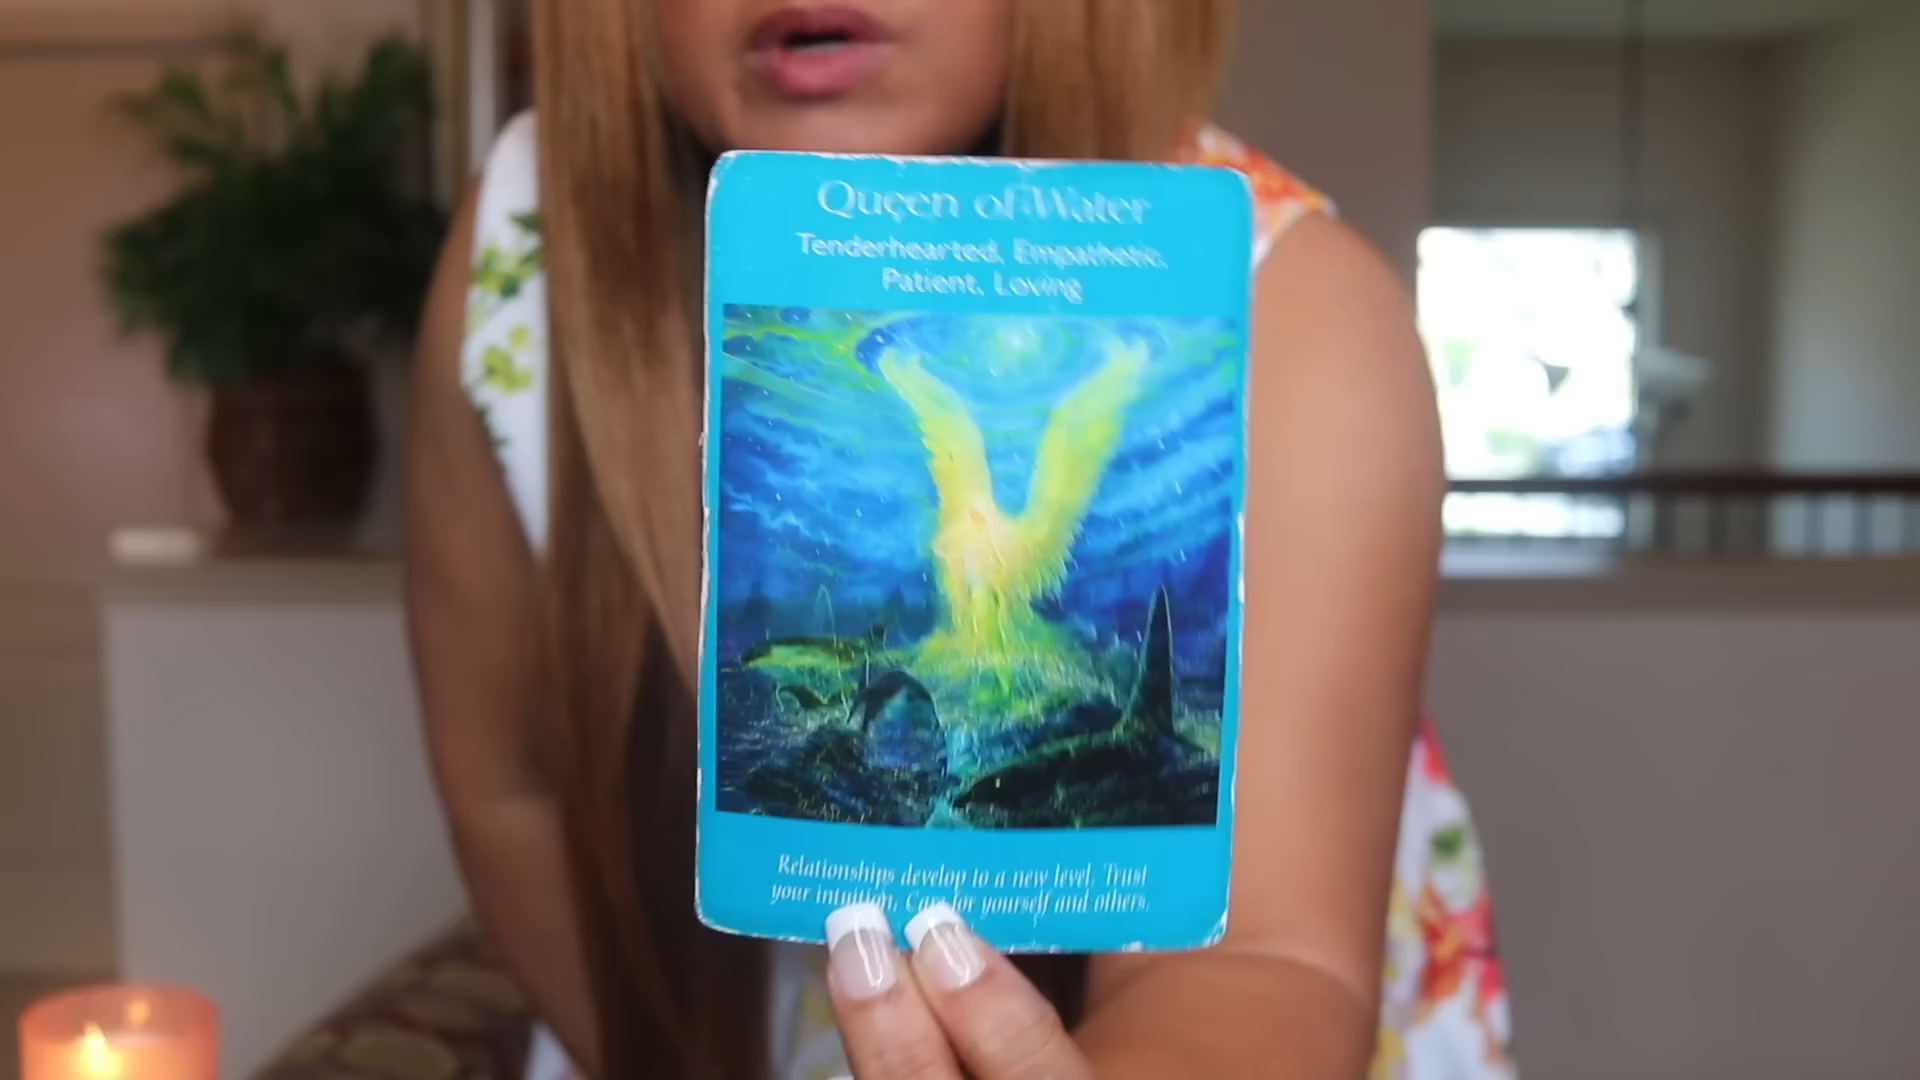 Queen of Water
Tenderhearted, Empathetic,
Patient, Loving
Relationships develop to a new level. Trust
your intuition. Care for yourself and others.